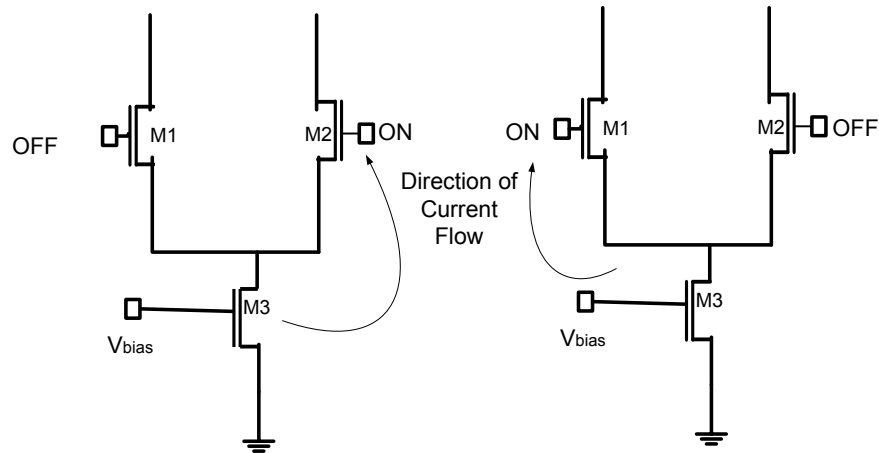 OFF
M1
M2
ON
M3
Vbias
Direction of
Current
Flow
ON
M1
M2
OFF
M3
Vbias